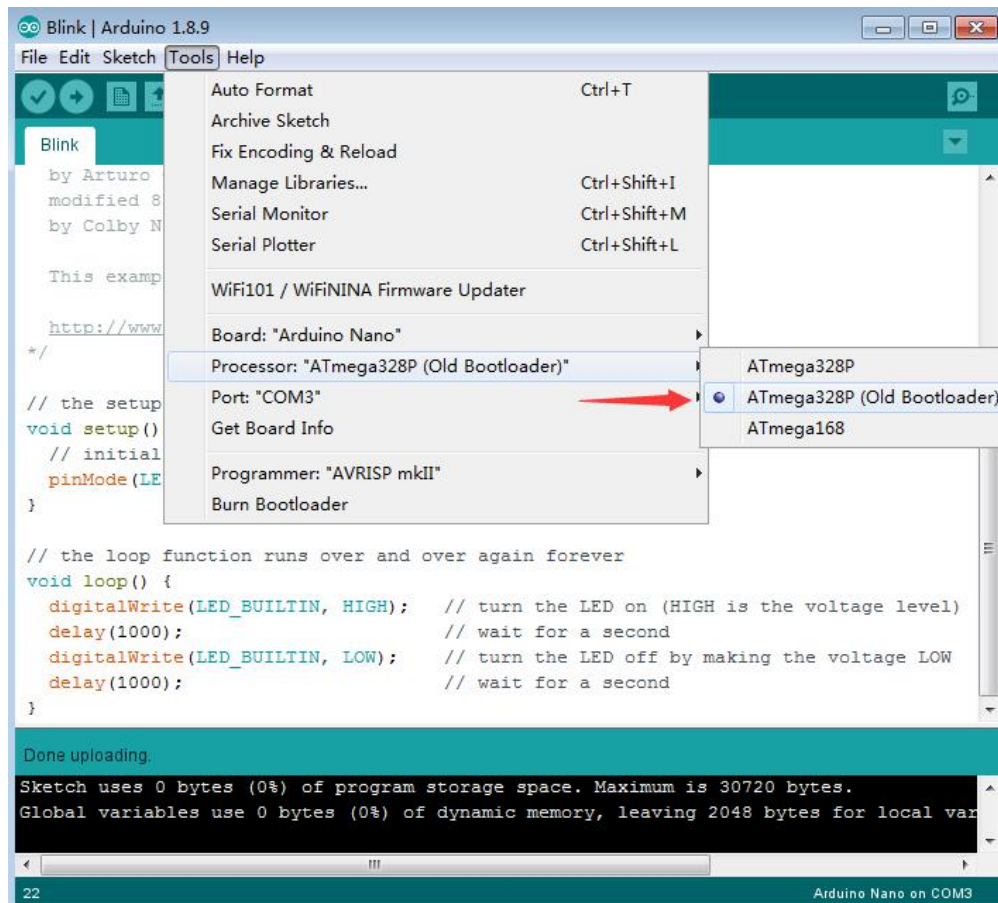 Blink | Arduino 1.8.9
File Edit Sketch Tools Help
Auto Format Ctrl+T
Archive Sketch
Fix Encoding & Reload
Manage Libraries... Ctrl+Shift+I
Serial Monitor Ctrl+Shift+M
Serial Plotter Ctrl+Shift+L
WiFi101 / WiFiNINA Firmware Updater
Board: "Arduino Nano"
Processor: "ATmega328P (Old Bootloader)"
Port: "COM3"
Get Board Info
Programmer: "AVRISP mkII"
Burn Bootloader
ATmega328P
ATmega328P (Old Bootloader)
ATmega168
Blink
by Arturo
modified 8
by Colby N
This examp
http://www
*/
// the setup
void setup()
// initial
pinMode(LE
}
// the loop function runs over and over again forever
void loop() {
digitalWrite(LED_BUILTIN, HIGH); // turn the LED on (HIGH is the voltage level)
delay(1000); // wait for a second
digitalWrite(LED_BUILTIN, LOW); // turn the LED off by making the voltage LOW
delay(1000); // wait for a second
}
Done uploading.
Sketch uses 0 bytes (0%) of program storage space. Maximum is 30720 bytes.
Global variables use 0 bytes (0%) of dynamic memory, leaving 2048 bytes for local var
22 Arduino Nano on COM3